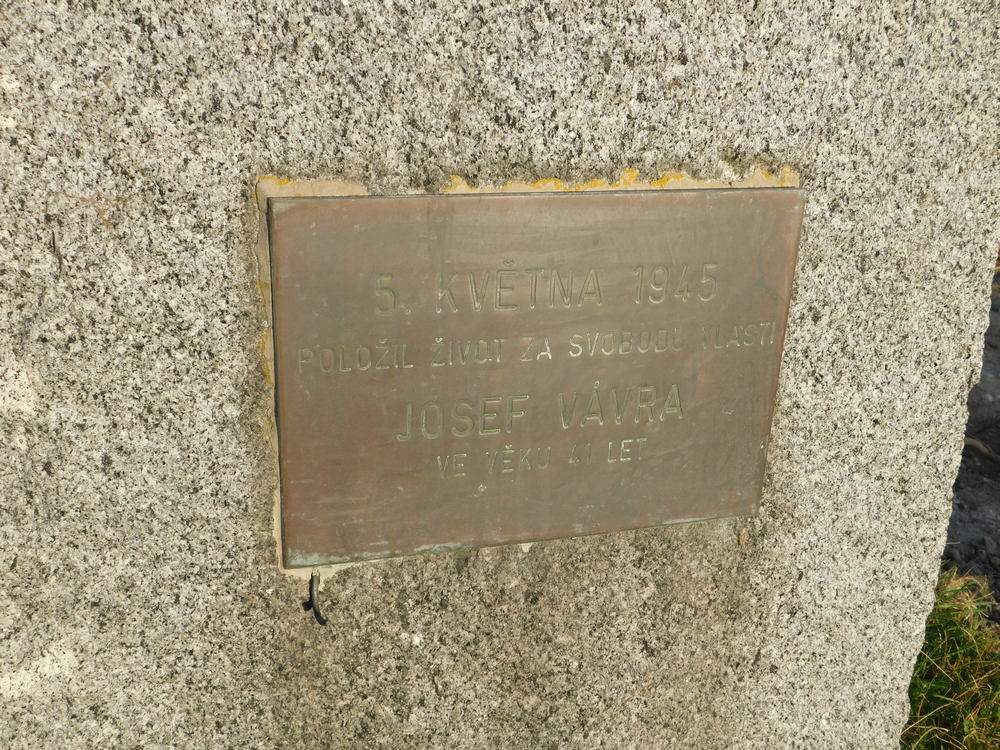 5. KVĚTNA 1945
POLOŽIL ŽIVOT ZA SVOBODU VLASTI
JOSEF VÁVRA
VE VĚKU 41 LET